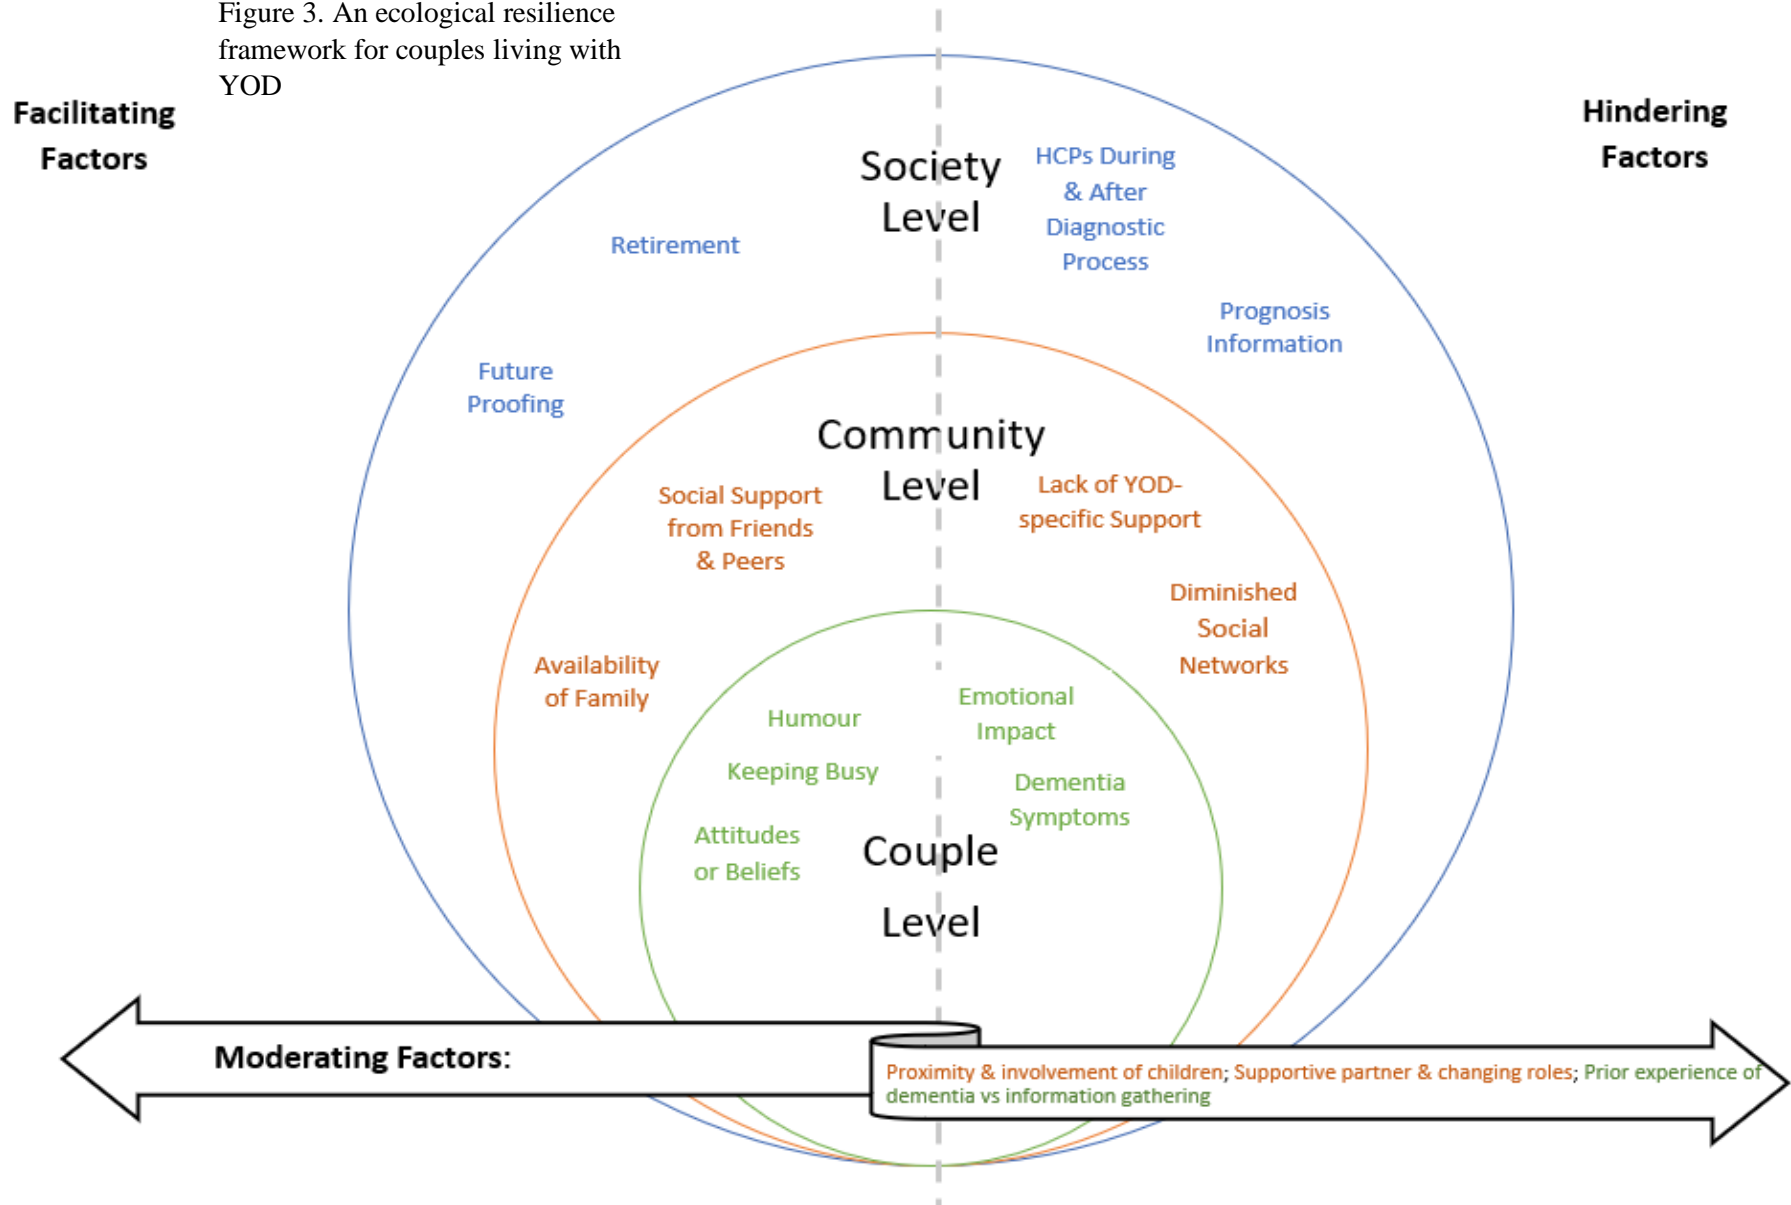 Figure 3. An ecological resilience
framework for couples living with
YOD
Facilitating
Factors
Hindering
Factors
Society
Level
HCPs During
& After
Diagnostic
Process
Retirement
Prognosis
Information
Future
Proofing
Community
Level
Social Support
from Friends
& Peers
Lack of YOD-
specific Support
Diminished
Social
Networks
Availability
of Family
Humour
Keeping Busy
Attitudes
or Beliefs
Emotional
Impact
Dementia
Symptoms
Couple
Level
Moderating Factors:
Proximity & involvement of children; Supportive partner & changing roles; Prior experience of
dementia vs information gathering